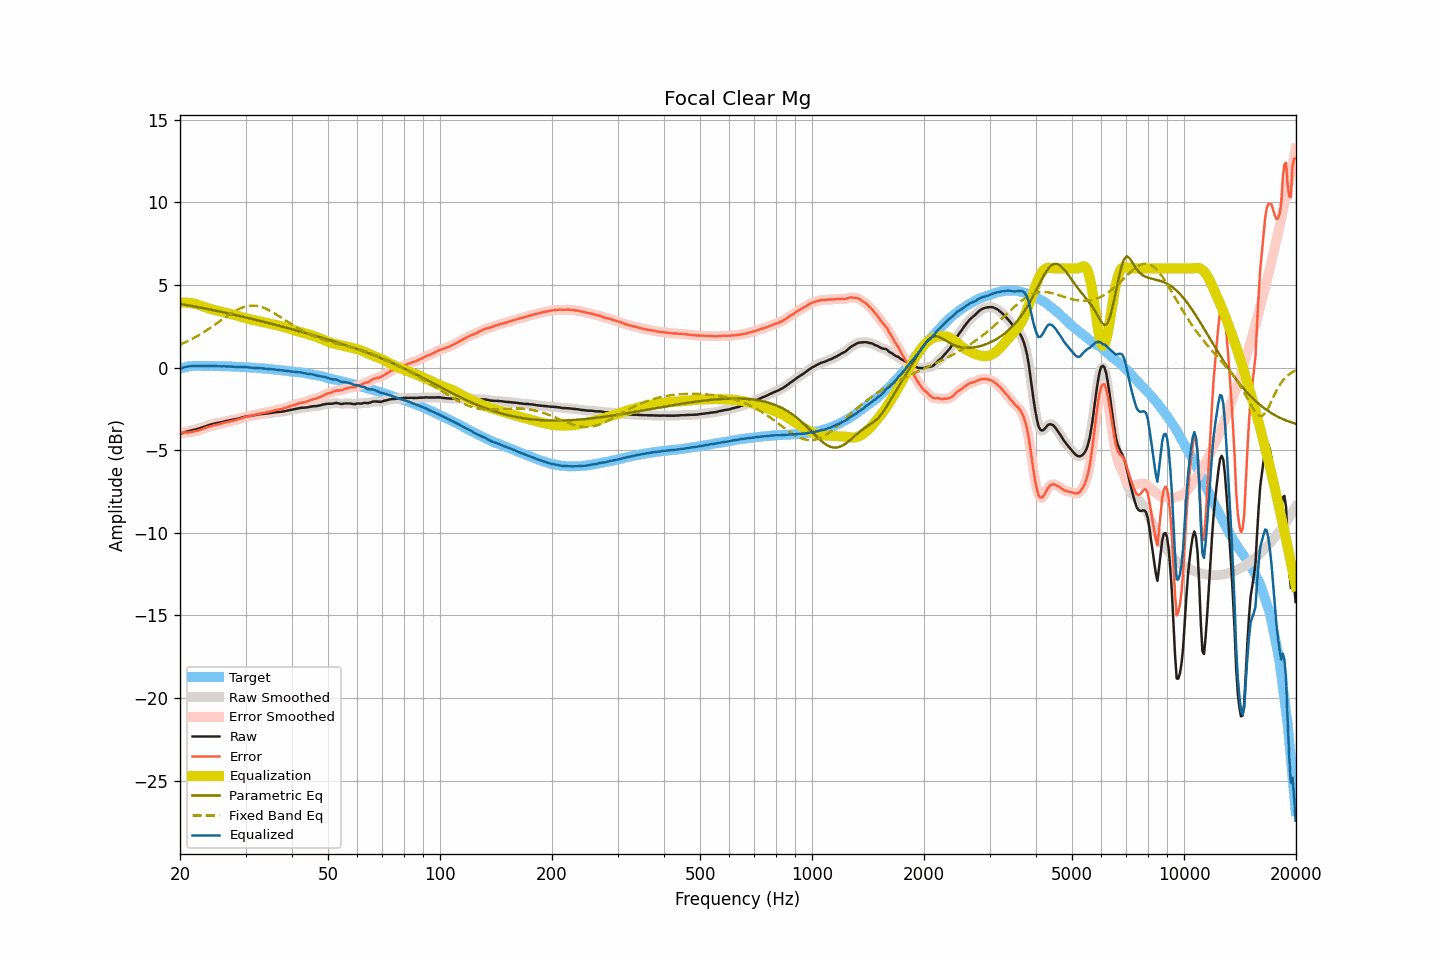 Focal Clear Mg
15
10
5
0
−5
−10
−15
−20
−25
Amplitude (dBr)
Target
Raw Smoothed
Error Smoothed
Raw
Error
Equalization
Parametric Eq
Fixed Band Eq
Equalized
20 50 100 200 500 1000 2000 5000 10000 20000
Frequency (Hz)